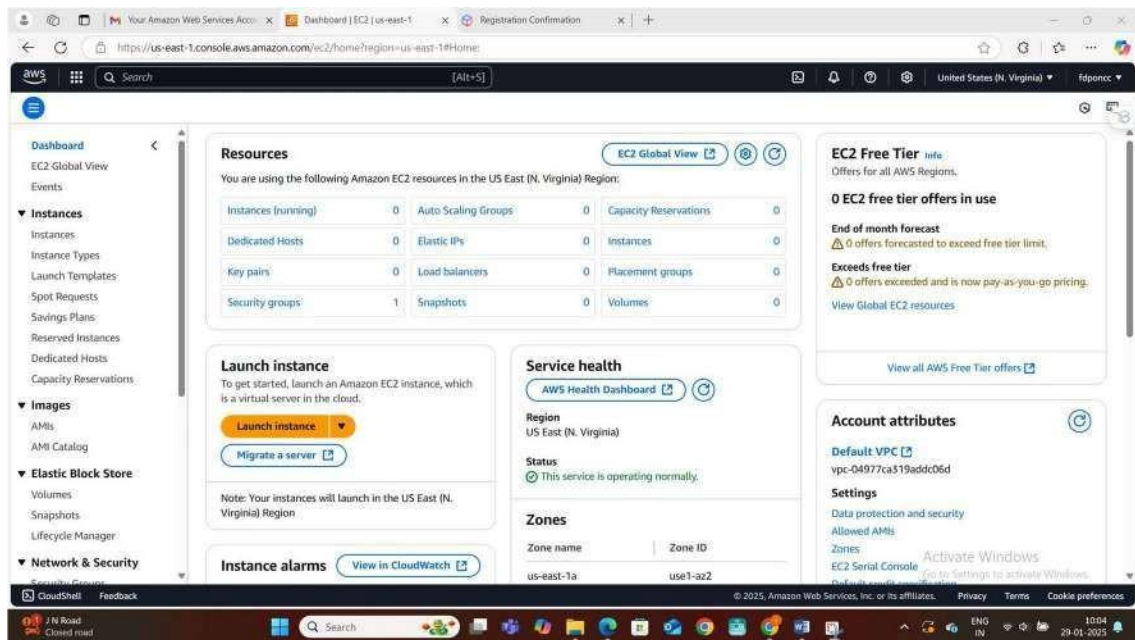 Your Amazon Web Services Acco
Dashboard | EC2 | us-east-1
Registration Confirmation
https://us-east-1.console.aws.amazon.com/ec2/home?region=us-east-1#Home:
aws
Search
[Alt+S]
United States (N. Virginia)
fdponcc
Dashboard
EC2 Global View
Events
Instances
Instances
Instance Types
Launch Templates
Spot Requests
Savings Plans
Reserved Instances
Dedicated Hosts
Capacity Reservations
Images
AMIs
AMI Catalog
Elastic Block Store
Volumes
Snapshots
Lifecycle Manager
Network & Security
Security Groups
Resources
EC2 Global View
You are using the following Amazon EC2 resources in the US East (N. Virginia) Region:
Instances (running) 0 Auto Scaling Groups 0 Capacity Reservations 0
Dedicated Hosts 0 Elastic IPs 0 Instances 0
Key pairs 0 Load balancers 0 Placement groups 0
Security groups 1 Snapshots 0 Volumes 0
Launch instance
To get started, launch an Amazon EC2 instance, which
is a virtual server in the cloud.
Launch instance
Migrate a server
Note: Your instances will launch in the US East (N.
Virginia) Region
Instance alarms
View in CloudWatch
Service health
AWS Health Dashboard
Region
US East (N. Virginia)
Status
This service is operating normally.
Zones
Zone name Zone ID
us-east-1a use1-az2
EC2 Free Tier Info
Offers for all AWS Regions.
0 EC2 free tier offers in use
End of month forecast
0 offers forecasted to exceed free tier limit.
Exceeds free tier
0 offers exceeded and is now pay-as-you-go pricing.
View Global EC2 resources
View all AWS Free Tier offers
Account attributes
Default VPC
vpc-04977ca319addc06d
Settings
Data protection and security
Allowed AMIs
Zones
EC2 Serial Console
Default credit specification
Activate Windows
Go to Settings to activate Windows.
CloudShell Feedback
© 2025, Amazon Web Services, Inc. or its affiliates. Privacy Terms Cookie preferences
J N Road
Closed road
Search
ENG
IN
10:04
29-01-2025